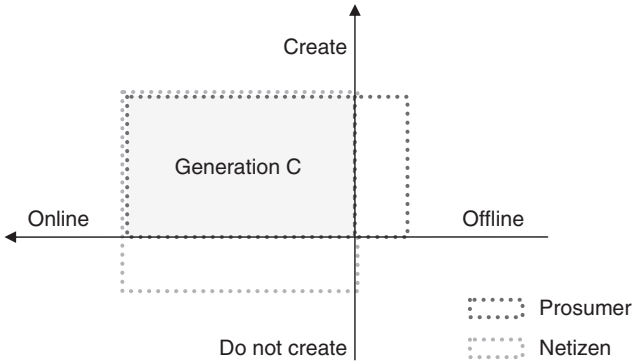 Create
Generation C
Online
Offline
Prosumer
Do not create
Netizen